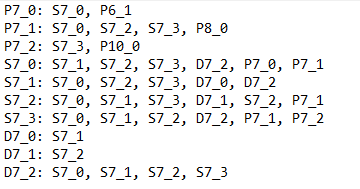 P7_0: S7_0, P6_1
P7_1: S7_0, S7_2, S7_3, P8_0
P7_2: S7_3, P10_0
S7_0: S7_1, S7_2, S7_3, D7_2, P7_0, P7_1
S7_1: S7_0, S7_2, S7_3, D7_0, D7_2
S7_2: S7_0, S7_1, S7_3, D7_1, S7_2, P7_1
S7_3: S7_0, S7_1, S7_2, D7_2, P7_1, P7_2
D7_0: S7_1
D7_1: S7_2
D7_2: S7_0, S7_1, S7_2, S7_3